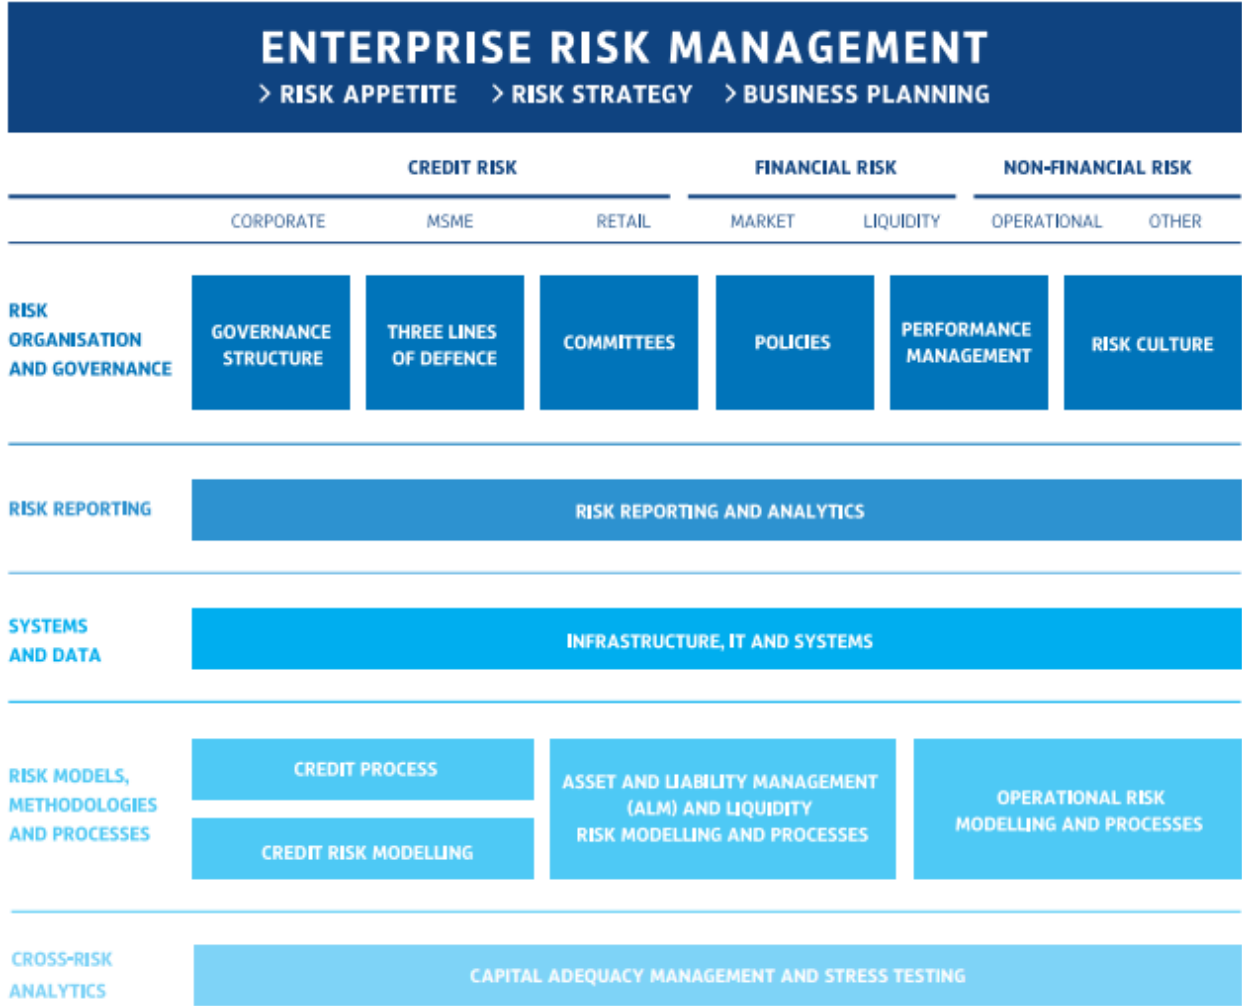 ENTERPRISE RISK MANAGEMENT
> RISK APPETITE > RISK STRATEGY > BUSINESS PLANNING
CREDIT RISK FINANCIAL RISK NON-FINANCIAL RISK
CORPORATE MSME RETAIL MARKET LIQUIDITY OPERATIONAL OTHER
RISK
ORGANISATION
AND GOVERNANCE
GOVERNANCE
STRUCTURE
THREE LINES
OF DEFENCE
COMMITTEES
POLICIES
PERFORMANCE
MANAGEMENT
RISK CULTURE
RISK REPORTING
RISK REPORTING AND ANALYTICS
SYSTEMS
AND DATA
INFRASTRUCTURE, IT AND SYSTEMS
RISK MODELS,
METHODOLOGIES
AND PROCESSES
CREDIT PROCESS
CREDIT RISK MODELLING
ASSET AND LIABILITY MANAGEMENT
(ALM) AND LIQUIDITY
RISK MODELLING AND PROCESSES
OPERATIONAL RISK
MODELLING AND PROCESSES
CROSS-RISK
ANALYTICS
CAPITAL ADEQUACY MANAGEMENT AND STRESS TESTING